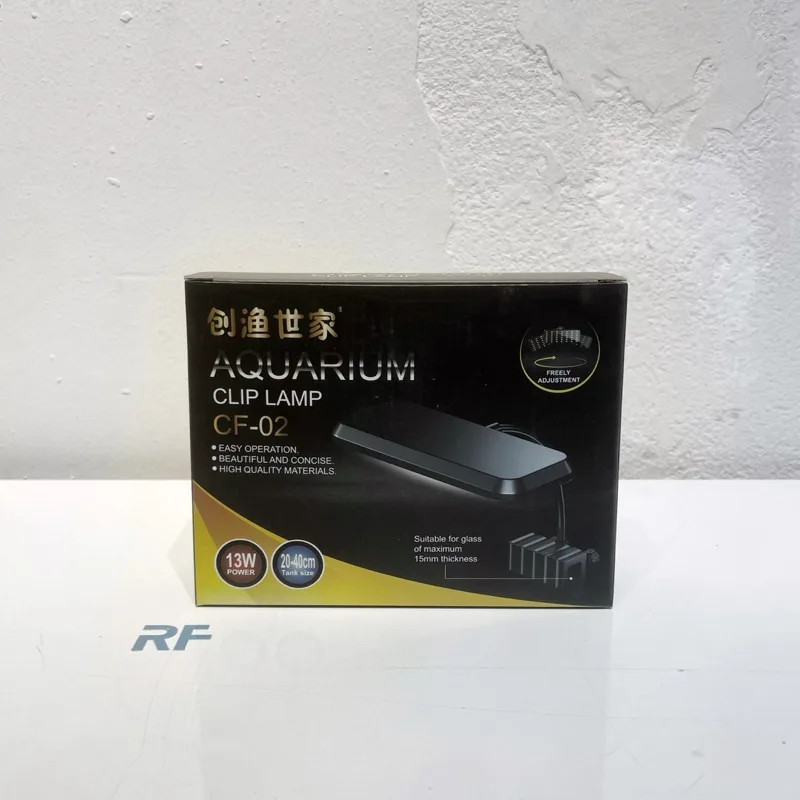 创渔世家
AQUARIUM
CLIP LAMP
CF-02
• EASY OPERATION.
• BEAUTIFUL AND CONCISE.
• HIGH QUALITY MATERIALS.
FREELY
ADJUSTMENT
Suitable for glass
of maximum
15mm thickness
13W
POWER
20-40cm
Tank size
RF